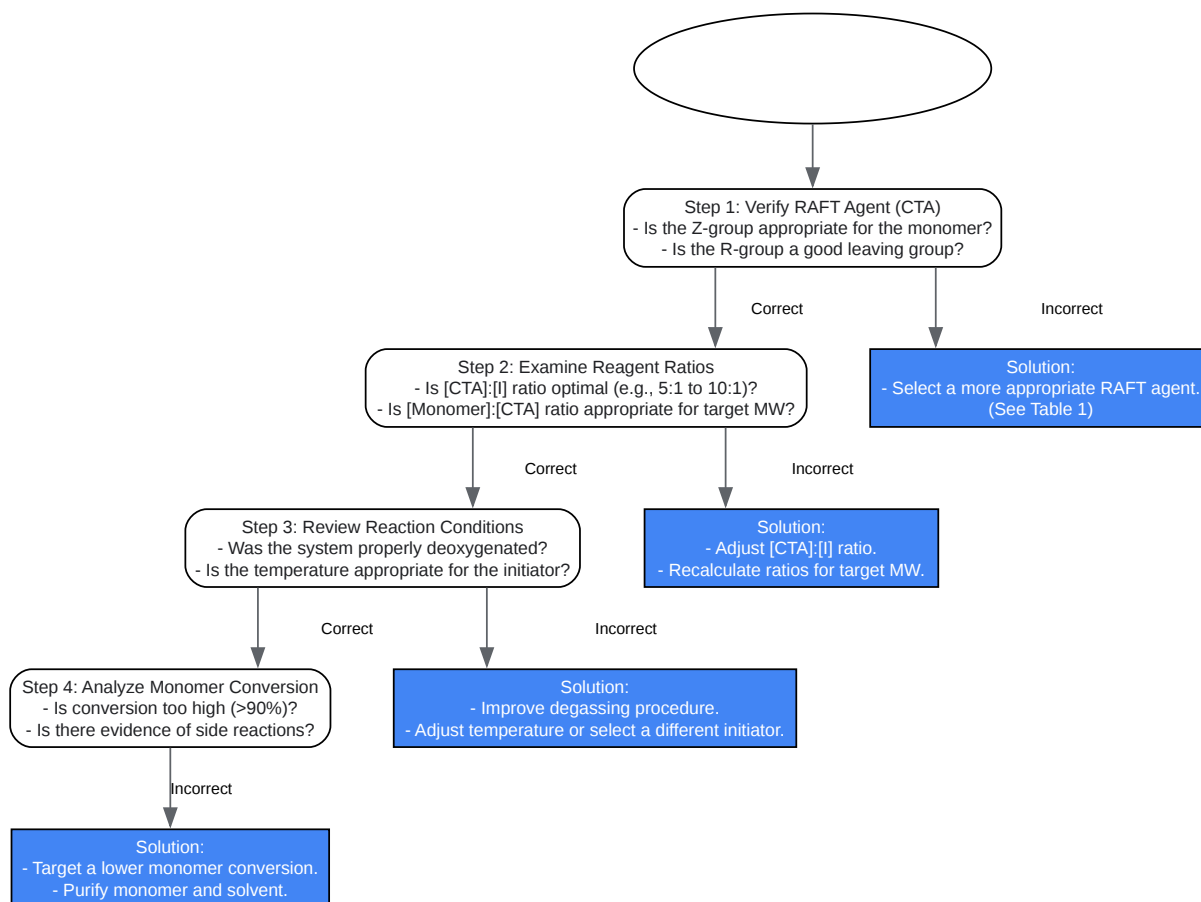 Step 1: Verify RAFT Agent (CTA)
- Is the Z-group appropriate for the monomer?
- Is the R-group a good leaving group?
Correct
Incorrect
Step 2: Examine Reagent Ratios
- Is [CTA]:[I] ratio optimal (e.g., 5:1 to 10:1)?
- Is [Monomer]:[CTA] ratio appropriate for target MW?
Solution:
- Select a more appropriate RAFT agent.
(See Table 1)
Correct
Incorrect
Step 3: Review Reaction Conditions
- Was the system properly deoxygenated?
- Is the temperature appropriate for the initiator?
Solution:
- Adjust [CTA]:[I] ratio.
- Recalculate ratios for target MW.
Correct
Incorrect
Step 4: Analyze Monomer Conversion
- Is conversion too high (>90%)?
- Is there evidence of side reactions?
Solution:
- Improve degassing procedure.
- Adjust temperature or select a different initiator.
Incorrect
Solution:
- Target a lower monomer conversion.
- Purify monomer and solvent.